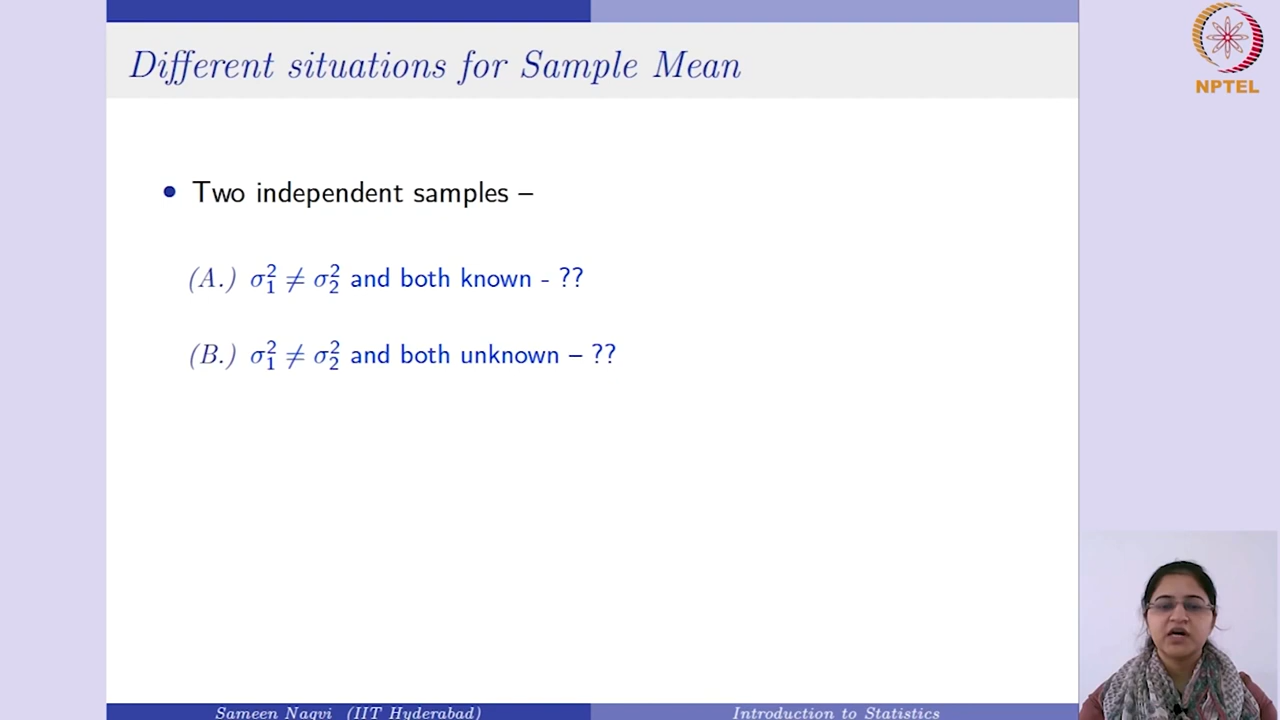 Different situations for Sample Mean
NPTEL
• Two independent samples –
(A.) σ₁² ≠ σ₂² and both known - ??
(B.) σ₁² ≠ σ₂² and both unknown – ??
Sameen Naqvi (IIT Hyderabad)
Introduction to Statistics